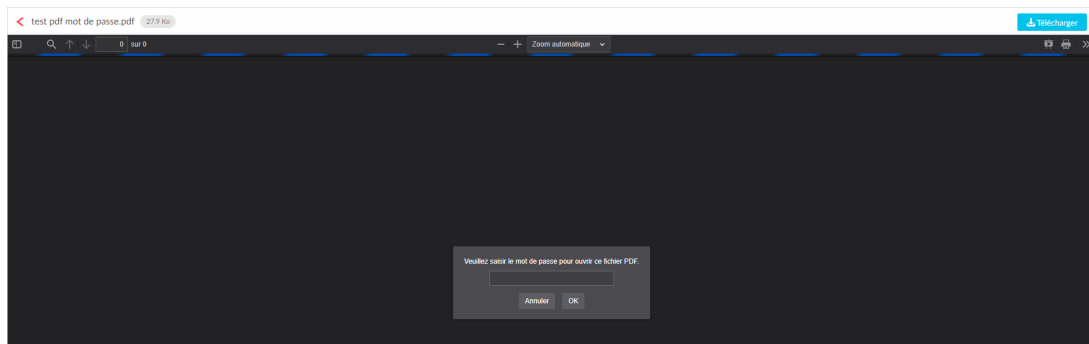 test pdf mot de passe.pdf 27.9 Ko
Télécharger
0 sur 0
Zoom automatique
Veuillez saisir le mot de passe pour ouvrir ce fichier PDF.
Annuler OK